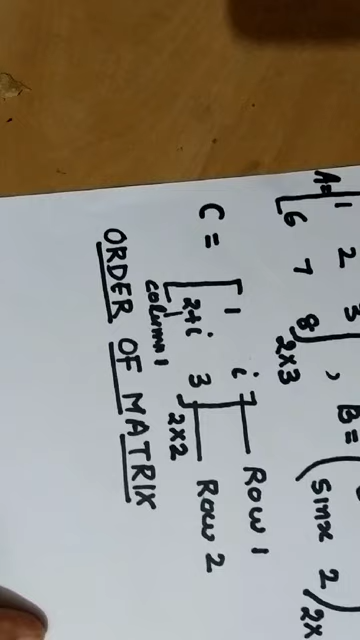 A= [1 2 3
6 7 8] 2x3 , B = (
sinx 2) 2x
C = [1 i] Row 1
2+i 3] 2x2 Row 2
column 1
ORDER OF MATRIX